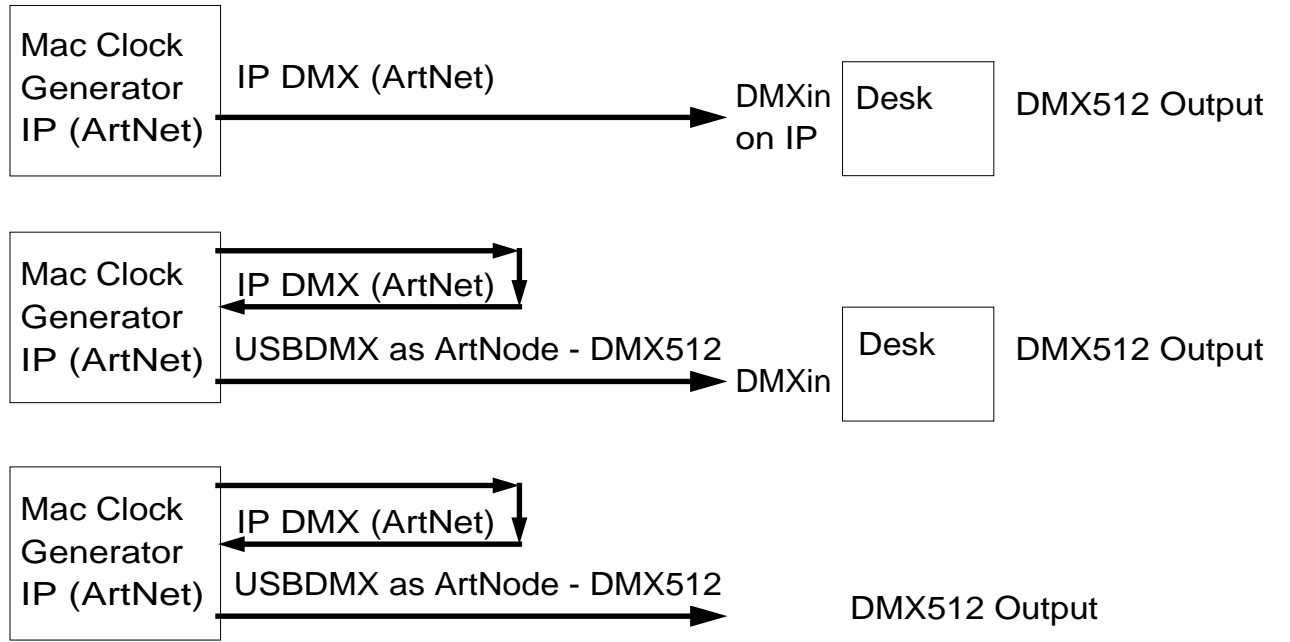 Mac Clock
Generator
IP (ArtNet)
IP DMX (ArtNet)
DMXin
on IP
Desk
DMX512 Output
Mac Clock
Generator
IP (ArtNet)
IP DMX (ArtNet)
USBDMX as ArtNode - DMX512
DMXin
Desk
DMX512 Output
Mac Clock
Generator
IP (ArtNet)
IP DMX (ArtNet)
USBDMX as ArtNode - DMX512
DMX512 Output